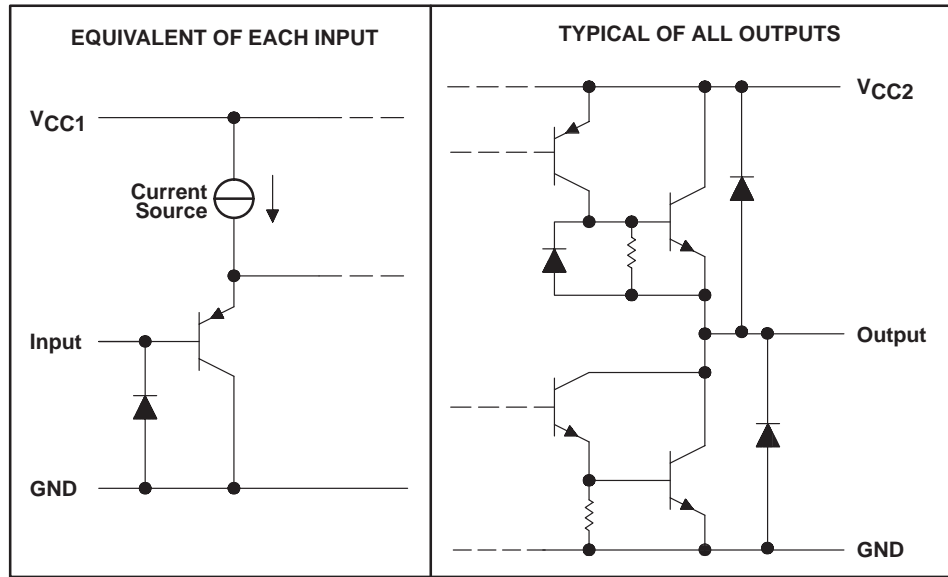 EQUIVALENT OF EACH INPUT
VCC1
Current
Source
Input
GND
TYPICAL OF ALL OUTPUTS
VCC2
Output
GND